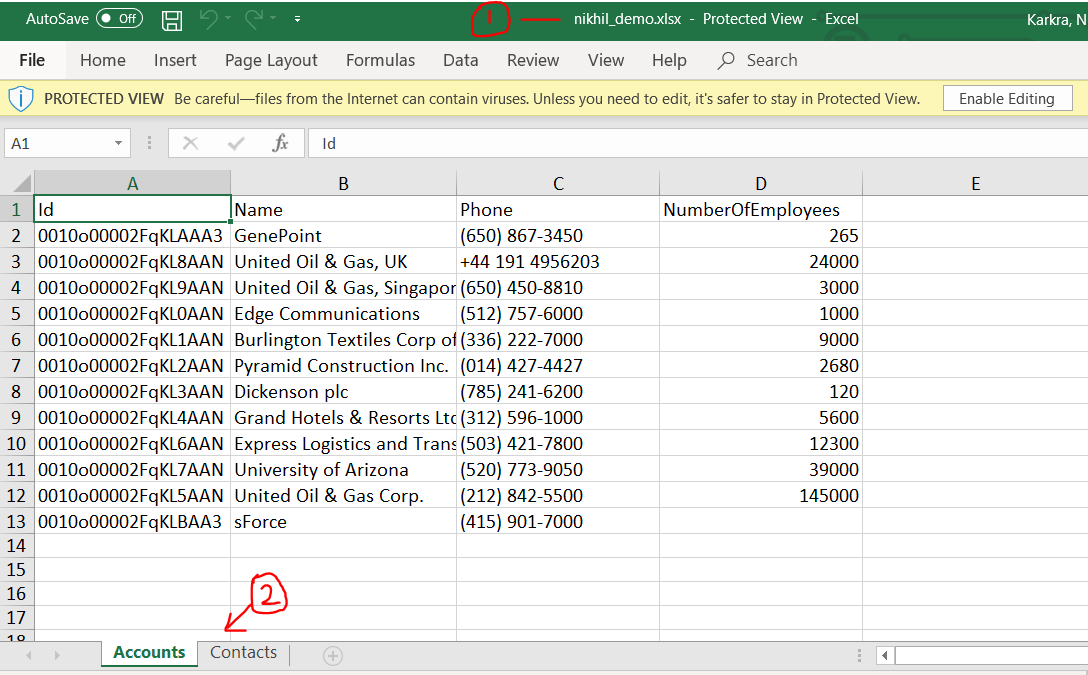 AutoSave Off 1 nikhil_demo.xlsx - Protected View - Excel Karkra, N
File Home Insert Page Layout Formulas Data Review View Help Search
PROTECTED VIEW Be careful—files from the Internet can contain viruses. Unless you need to edit, it's safer to stay in Protected View. Enable Editing
A1 fx Id
A B C D E
1 Id Name Phone NumberOfEmployees
2 0010o00002FqKLAAA3 GenePoint (650) 867-3450 265
3 0010o00002FqKL8AAN United Oil & Gas, UK +44 191 4956203 24000
4 0010o00002FqKL9AAN United Oil & Gas, Singapor (650) 450-8810 3000
5 0010o00002FqKL0AAN Edge Communications (512) 757-6000 1000
6 0010o00002FqKL1AAN Burlington Textiles Corp of (336) 222-7000 9000
7 0010o00002FqKL2AAN Pyramid Construction Inc. (014) 427-4427 2680
8 0010o00002FqKL3AAN Dickenson plc (785) 241-6200 120
9 0010o00002FqKL4AAN Grand Hotels & Resorts Ltd (312) 596-1000 5600
10 0010o00002FqKL6AAN Express Logistics and Trans (503) 421-7800 12300
11 0010o00002FqKL7AAN University of Arizona (520) 773-9050 39000
12 0010o00002FqKL5AAN United Oil & Gas Corp. (212) 842-5500 145000
13 0010o00002FqKLBAA3 sForce (415) 901-7000
14
15
16
17
18
2
Accounts Contacts